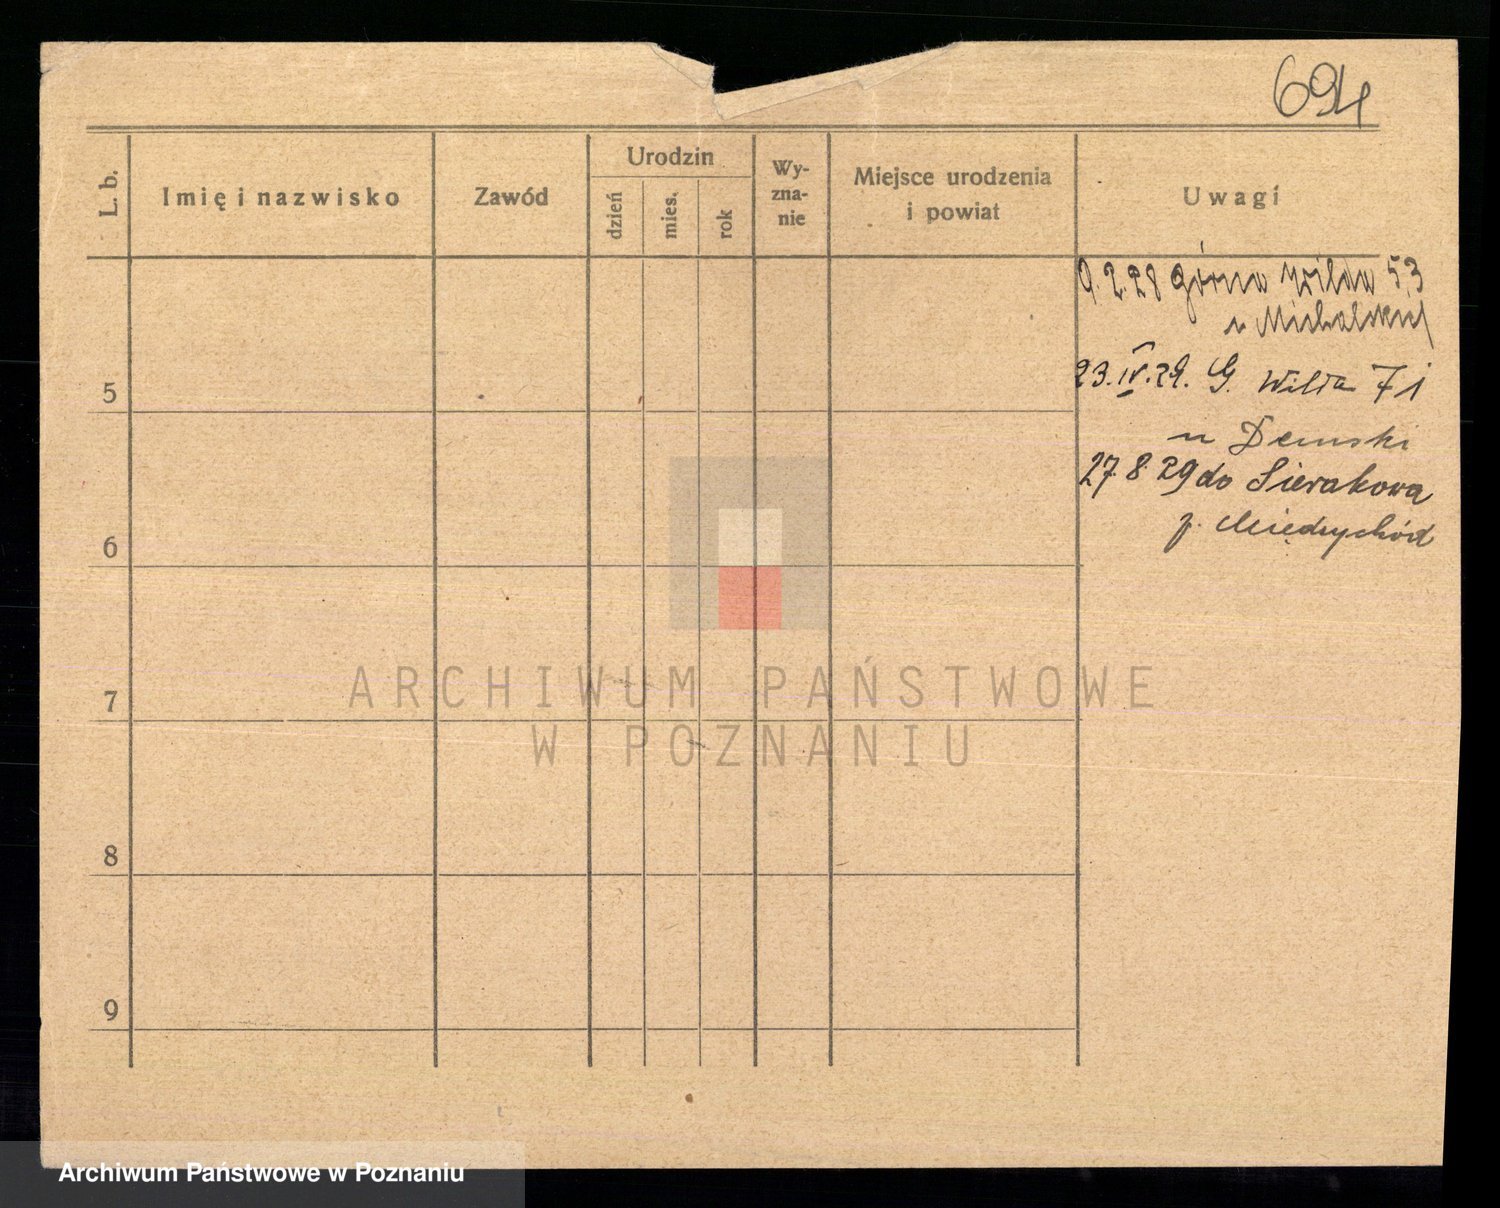 694
L. b.
Imię i nazwisko
Zawód
Urodzin
dzień
mies.
rok
Wy-
zna-
nie
Miejsce urodzenia
i powiat
Uwagi
9.2.28 Górna Wilda 53
u Michalskiej
23.IV.29. G. Wilda 71
u Demski
27.8.29 do Sierakowa
p. Międzychód
5
6
7
8
9
ARCHIWUM PAŃSTWOWE
W POZNANIU
Archiwum Państwowe w Poznaniu